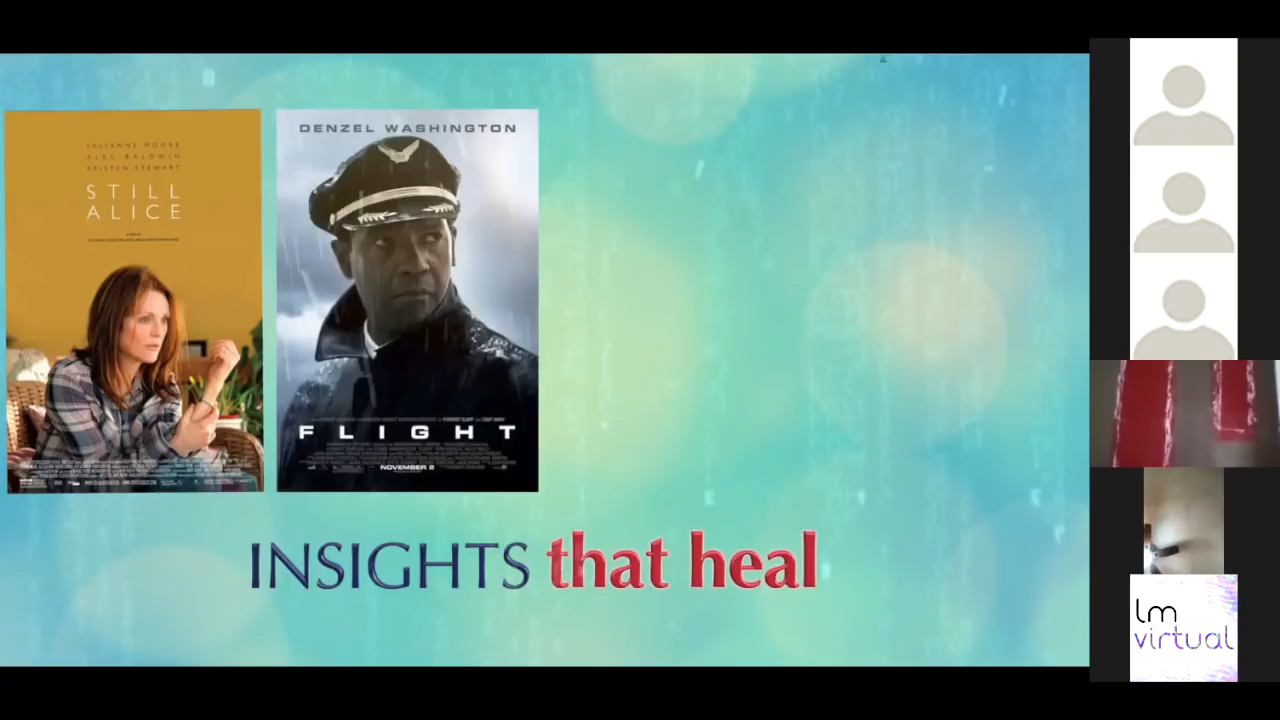 JULIANNE MOORE
ALEC BALDWIN
KRISTEN STEWART
STILL
ALICE
DENZEL WASHINGTON
FLIGHT
NOVEMBER 2
INSIGHTS that heal
lm
virtual